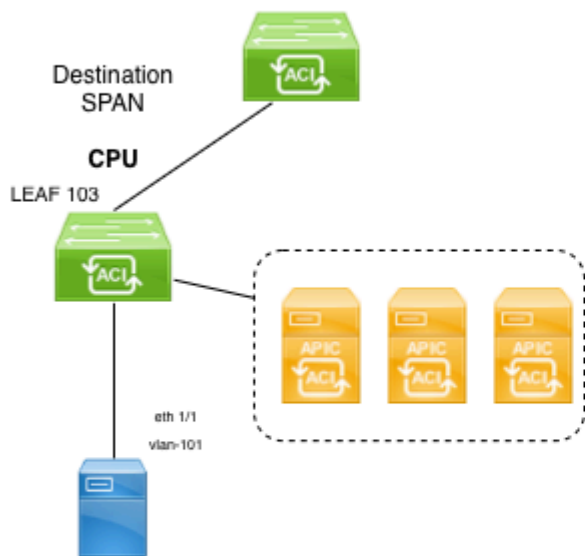 ACI
Destination
SPAN
CPU
LEAF 103
ACI
APIC
ACI
APIC
ACI
APIC
ACI
eth 1/1
vlan-101